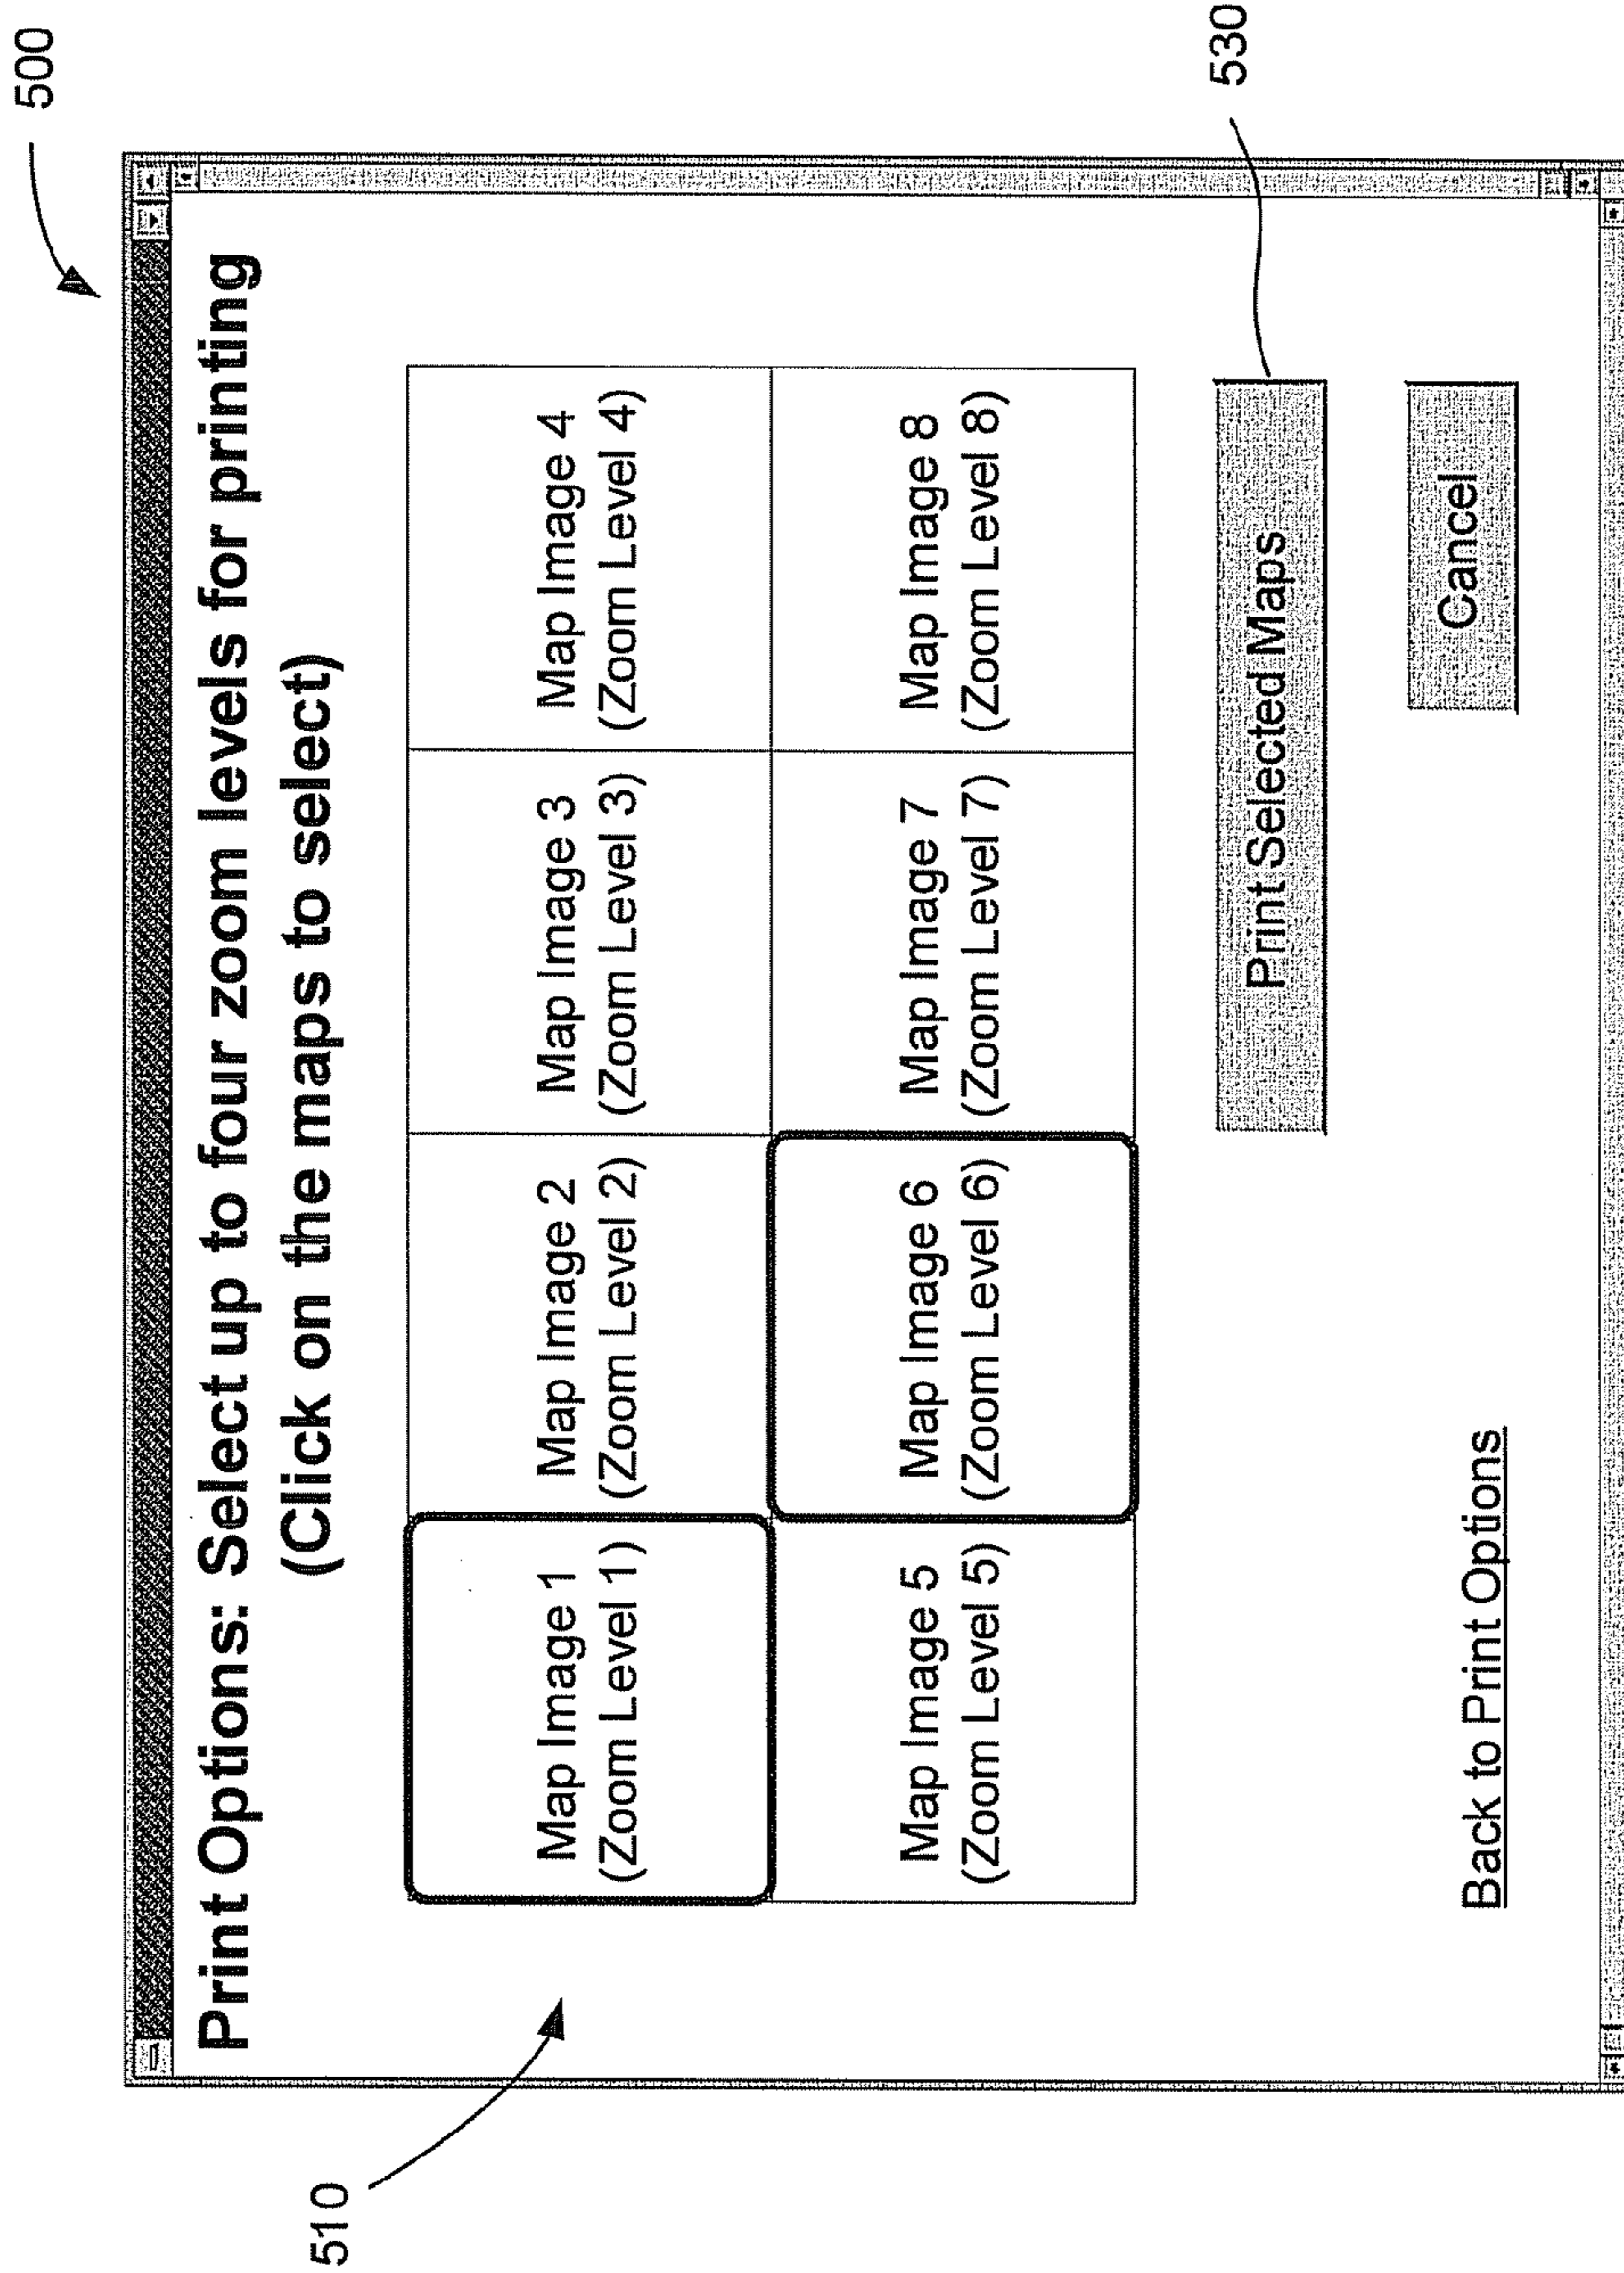 500
Print Options: Select up to four zoom levels for printing
(Click on the maps to select)
510
Map Image 1
(Zoom Level 1)
Map Image 2
(Zoom Level 2)
Map Image 3
(Zoom Level 3)
Map Image 4
(Zoom Level 4)
Map Image 5
(Zoom Level 5)
Map Image 6
(Zoom Level 6)
Map Image 7
(Zoom Level 7)
Map Image 8
(Zoom Level 8)
530
Print Selected Maps
Cancel
Back to Print Options